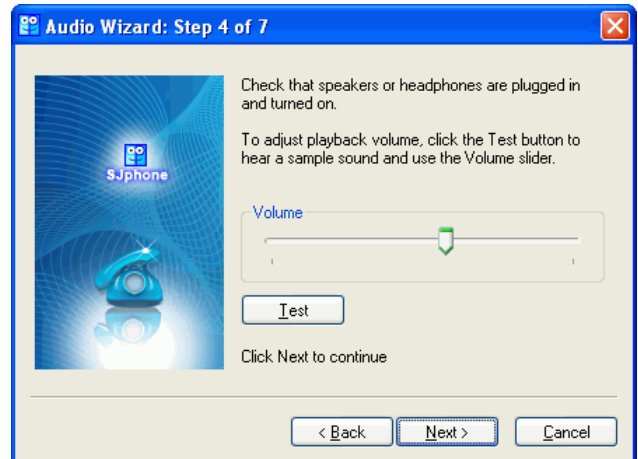 Audio Wizard: Step 4 of 7
SJphone
Check that speakers or headphones are plugged in
and turned on.
To adjust playback volume, click the Test button to
hear a sample sound and use the Volume slider.
Volume
Test
Click Next to continue
< Back
Next >
Cancel